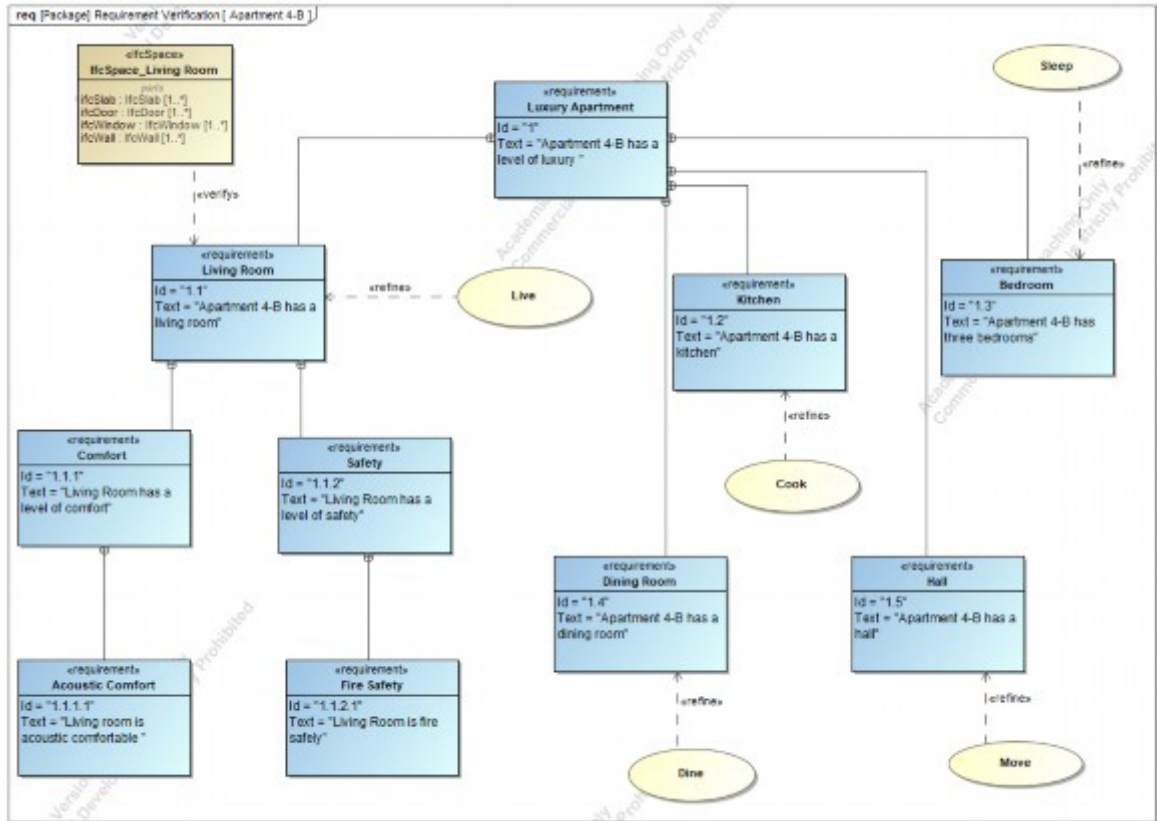 req [Package] Requirement Verification [ Apartment 4-B ]
«IfcSpace»
IfcSpace_Living Room
parts
ifcSlab : IfcSlab [1..*]
ifcDoor : IfcDoor [1..*]
ifcWindow : IfcWindow [1..*]
ifcWall : IfcWall [1..*]
«verify»
«requirement»
Luxury Apartment
Id = "1"
Text = "Apartment 4-B has a
level of luxury "
Sleep
«refine»
«requirement»
Living Room
Id = "1.1"
Text = "Apartment 4-B has a
living room"
«refine»
Live
«requirement»
Kitchen
Id = "1.2"
Text = "Apartment 4-B has a
kitchen"
«requirement»
Bedroom
Id = "1.3"
Text = "Apartment 4-B has
three bedrooms"
«refine»
Cook
«requirement»
Comfort
Id = "1.1.1"
Text = "Living Room has a
level of comfort"
«requirement»
Safety
Id = "1.1.2"
Text = "Living Room has a
level of safety"
«requirement»
Dining Room
Id = "1.4"
Text = "Apartment 4-B has a
dining room"
«requirement»
Hall
Id = "1.5"
Text = "Apartment 4-B has a
hall"
«requirement»
Acoustic Comfort
Id = "1.1.1.1"
Text = "Living room is
acoustic comfortable "
«requirement»
Fire Safety
Id = "1.1.2.1"
Text = "Living Room is fire
safely"
«refine»
Dine
«refine»
Move